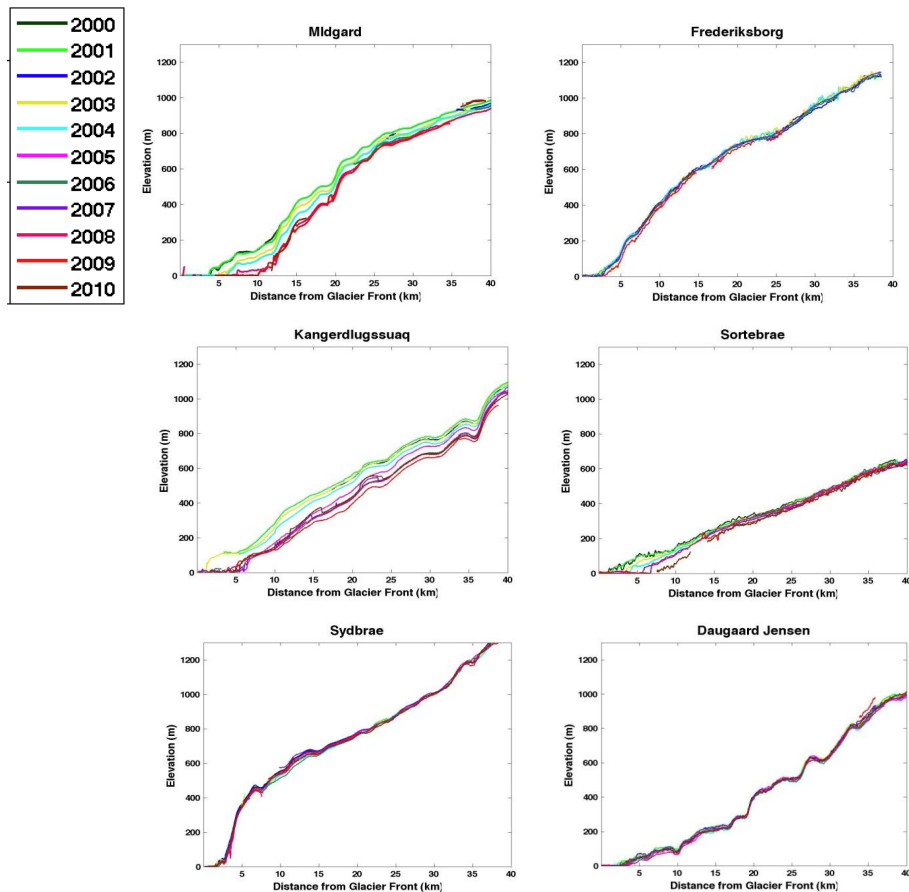 2000
2001
2002
2003
2004
2005
2006
2007
2008
2009
2010
MIdgard
Elevation (m)
1200
1000
800
600
400
200
0
5 10 15 20 25 30 35 40
Distance from Glacier Front (km)
Frederiksborg
Elevation (m)
1200
1000
800
600
400
200
0
5 10 15 20 25 30 35 40
Distance from Glacier Front (km)
Kangerdlugssuaq
Elevation (m)
1200
1000
800
600
400
200
0
5 10 15 20 25 30 35 40
Distance from Glacier Front (km)
Sortebrae
Elevation (m)
1200
1000
800
600
400
200
0
5 10 15 20 25 30 35 40
Distance from Glacier Front (km)
Sydbrae
Elevation (m)
1200
1000
800
600
400
200
0
5 10 15 20 25 30 35 40
Distance from Glacier Front (km)
Daugaard Jensen
Elevation (m)
1200
1000
800
600
400
200
0
5 10 15 20 25 30 35 40
Distance from Glacier Front (km)